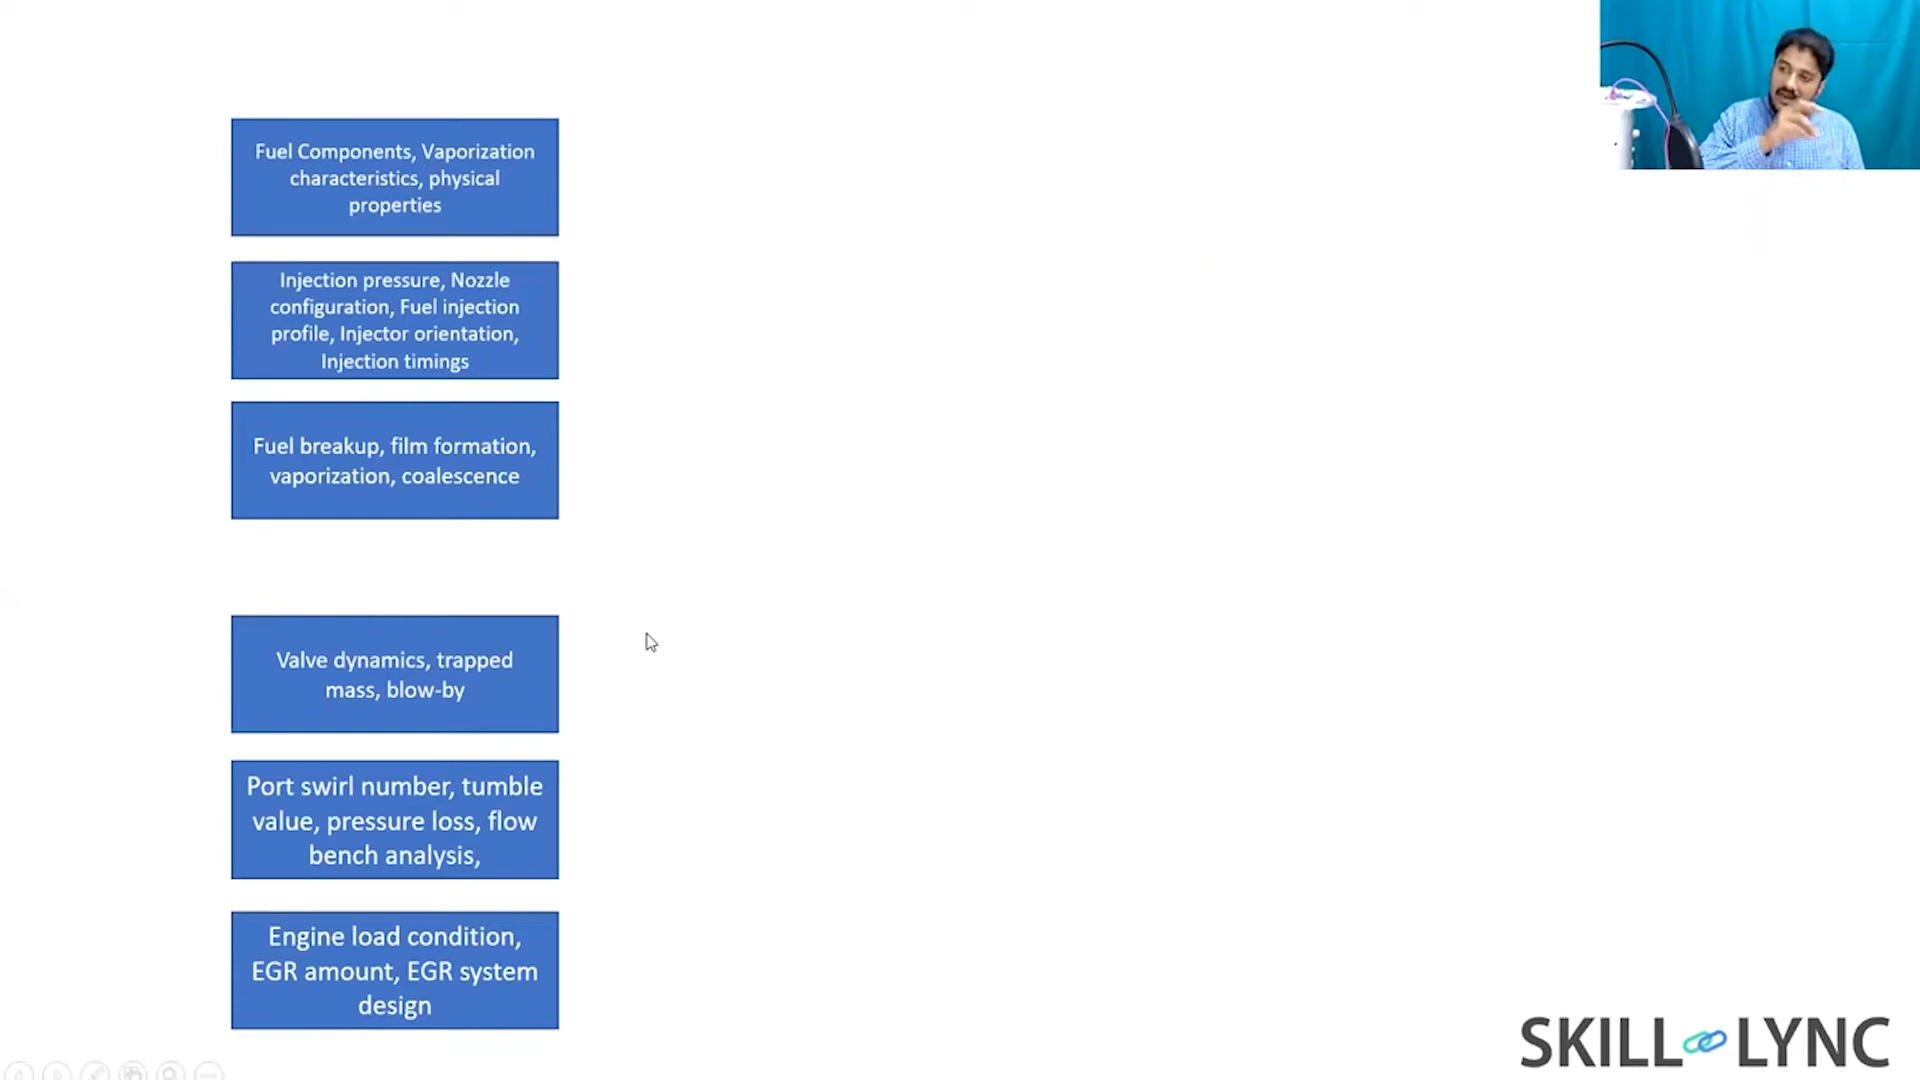 Fuel Components, Vaporization
characteristics, physical
properties
Injection pressure, Nozzle
configuration, Fuel injection
profile, Injector orientation,
Injection timings
Fuel breakup, film formation,
vaporization, coalescence
Valve dynamics, trapped
mass, blow-by
Port swirl number, tumble
value, pressure loss, flow
bench analysis,
Engine load condition,
EGR amount, EGR system
design
SKILL LYNC